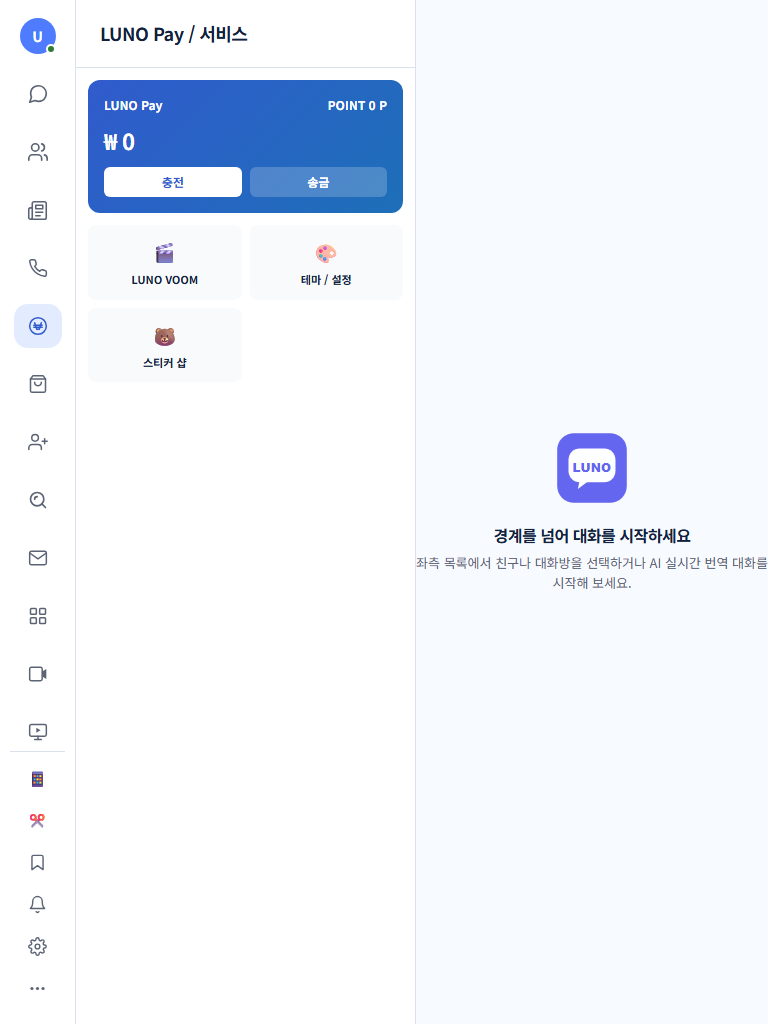 U
LUNO Pay / 서비스
LUNO Pay
POINT 0 P
₩ 0
충전
송금
LUNO VOOM
테마 / 설정
스티커 샵
LUNO
경계를 넘어 대화를 시작하세요
좌측 목록에서 친구나 대화방을 선택하거나 AI 실시간 번역 대화를
시작해 보세요.